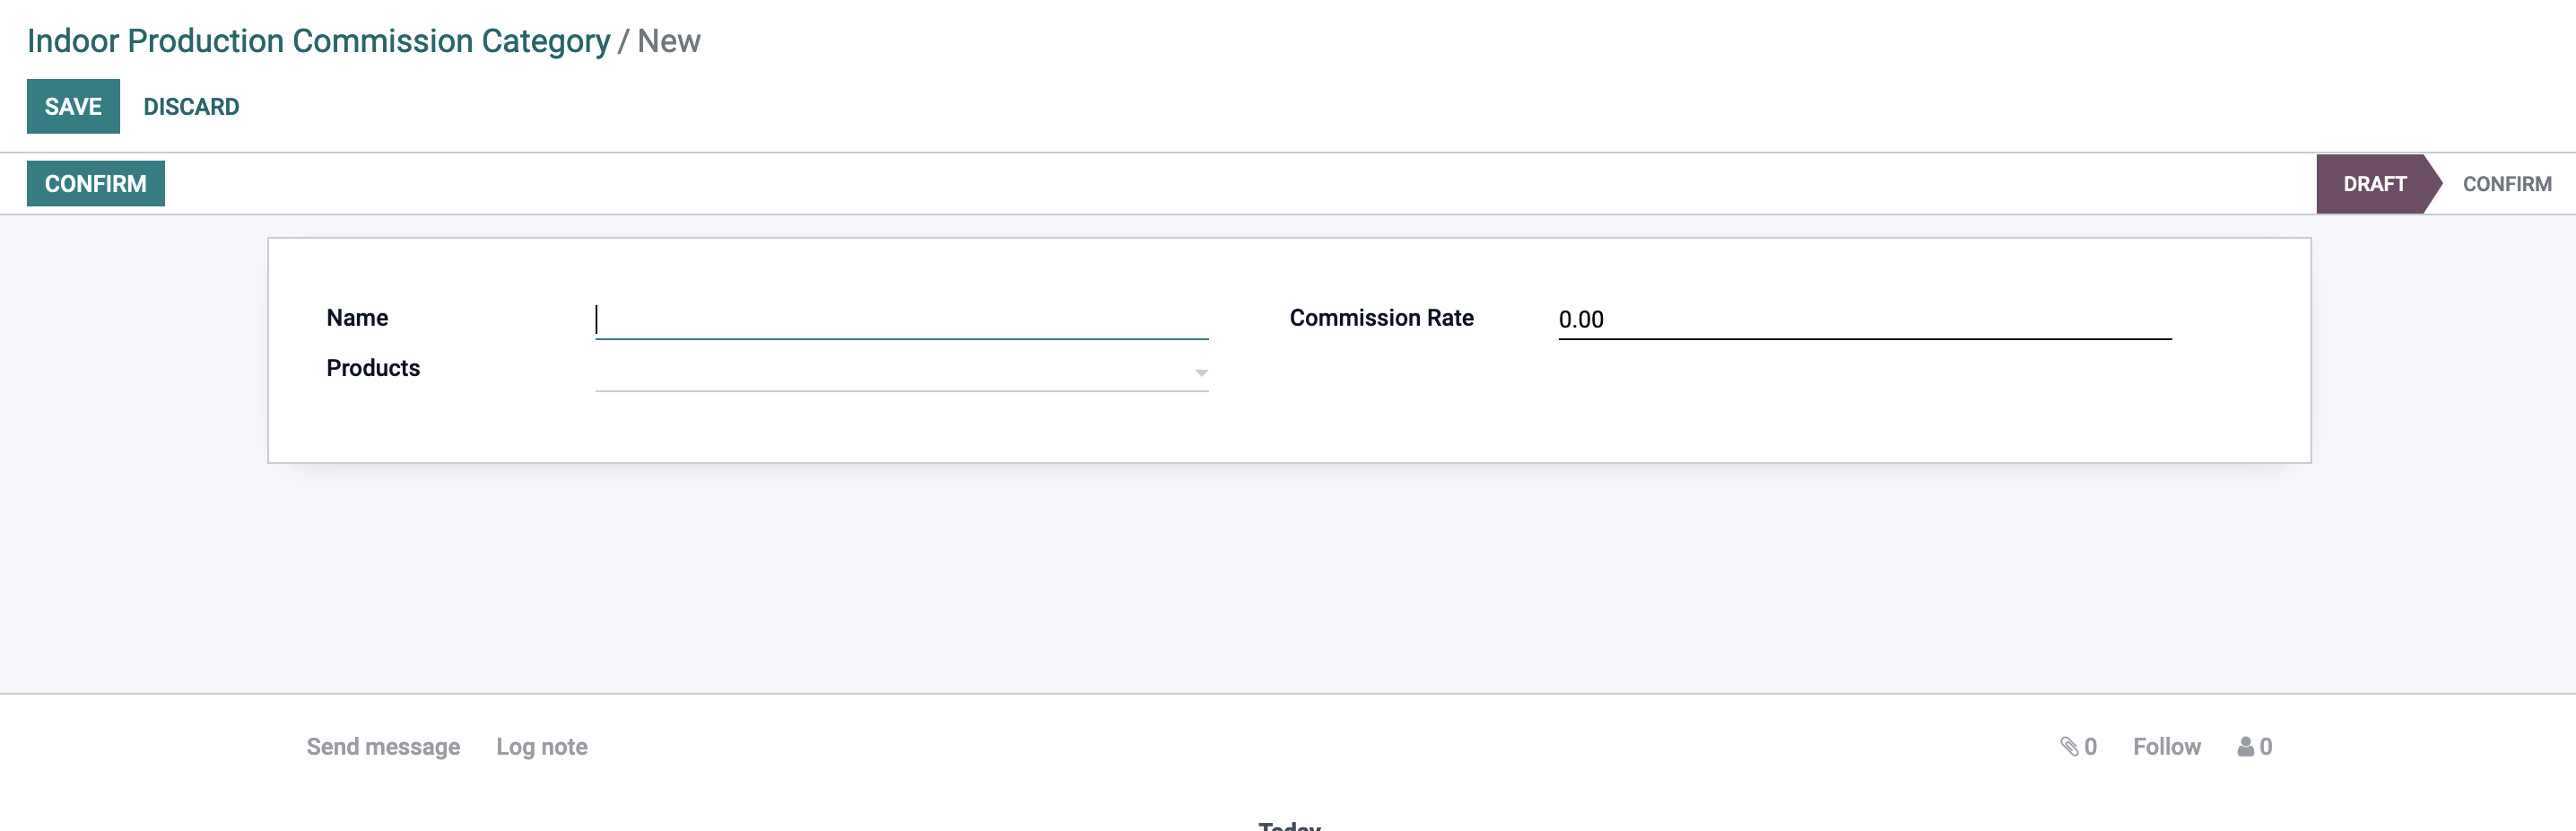 Indoor Production Commission Category / New
SAVE DISCARD
CONFIRM DRAFT CONFIRM
Name Commission Rate 0.00
Products
Send message Log note 0 Follow 0
Today